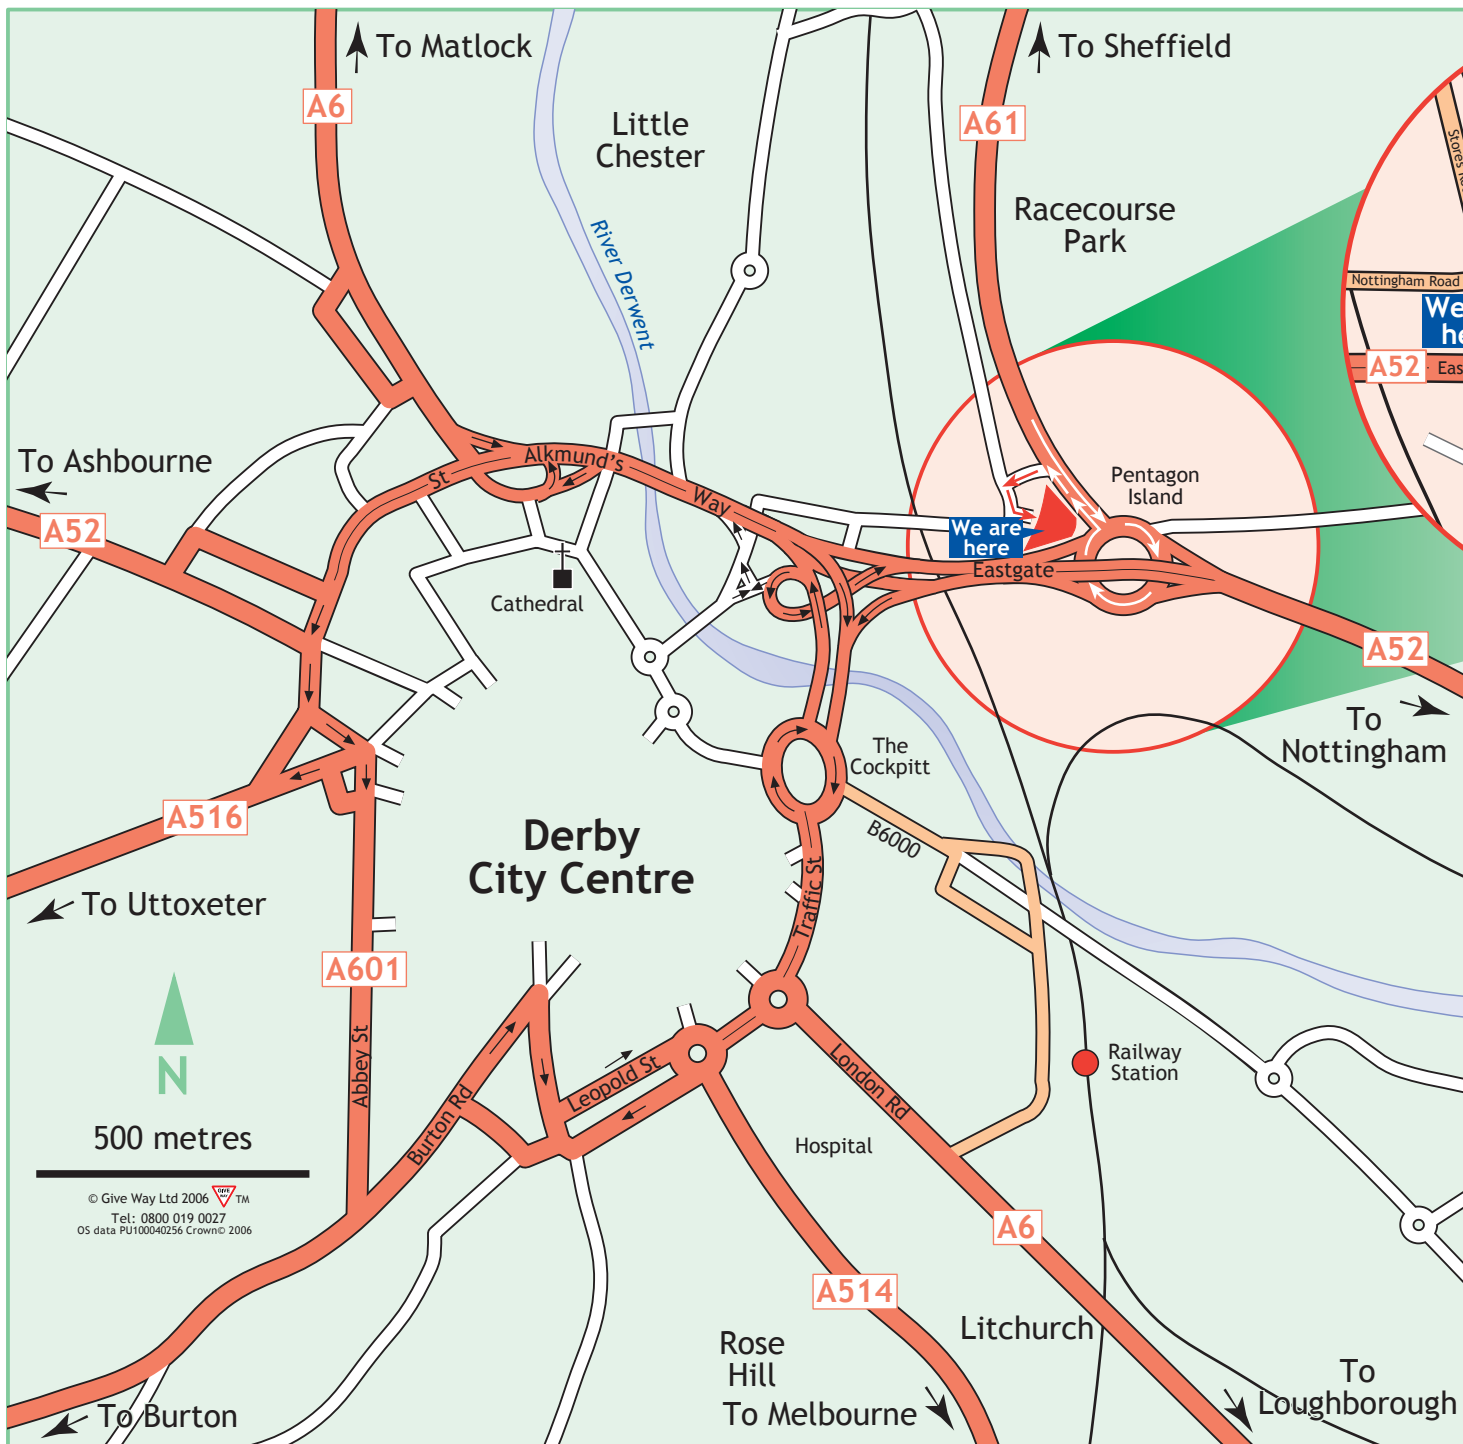 To Matlock
To Sheffield
A6
A61
Little
Chester
Racecourse
Park
River Derwent
Nottingham Road
We
he
A52
Eas
To Ashbourne
A52
St
Alkmund's
Way
Pentagon
Island
We are
here
Eastgate
Cathedral
A52
To
Nottingham
The
Cockpitt
B6000
A516
Derby
City Centre
To Uttoxeter
Traffic St
A601
N
Abbey St
Burton Rd
Leopold St
London Rd
Railway
Station
500 metres
Hospital
© Give Way Ltd 2006 GIVE WAY TM
Tel: 0800 019 0027
OS data PU100040256 Crown© 2006
A6
A514
Litchurch
Rose
Hill
To Melbourne
To
Loughborough
To Burton